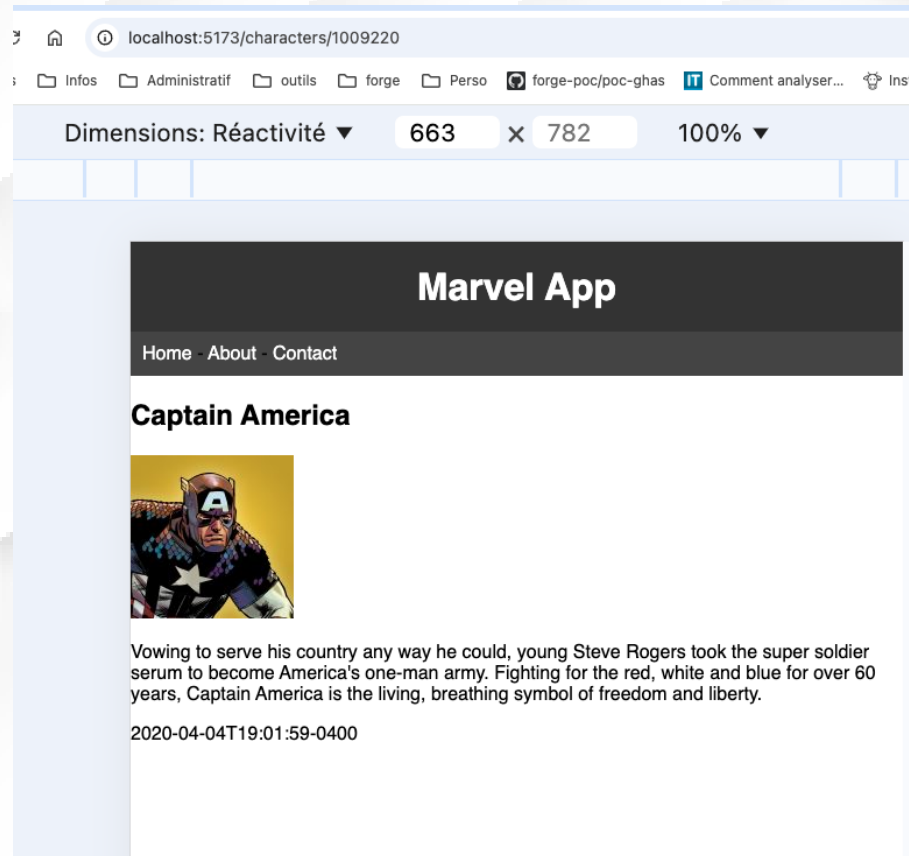 localhost:5173/characters/1009220
Infos Administratif outils forge Perso forge-poc/poc-ghas IT Comment analyser...
Dimensions: Réactivité ▼ 663 × 782 100% ▼
Marvel App
Home - About - Contact
Captain America
A
Vowing to serve his country any way he could, young Steve Rogers took the super soldier
serum to become America's one-man army. Fighting for the red, white and blue for over 60
years, Captain America is the living, breathing symbol of freedom and liberty.
2020-04-04T19:01:59-0400